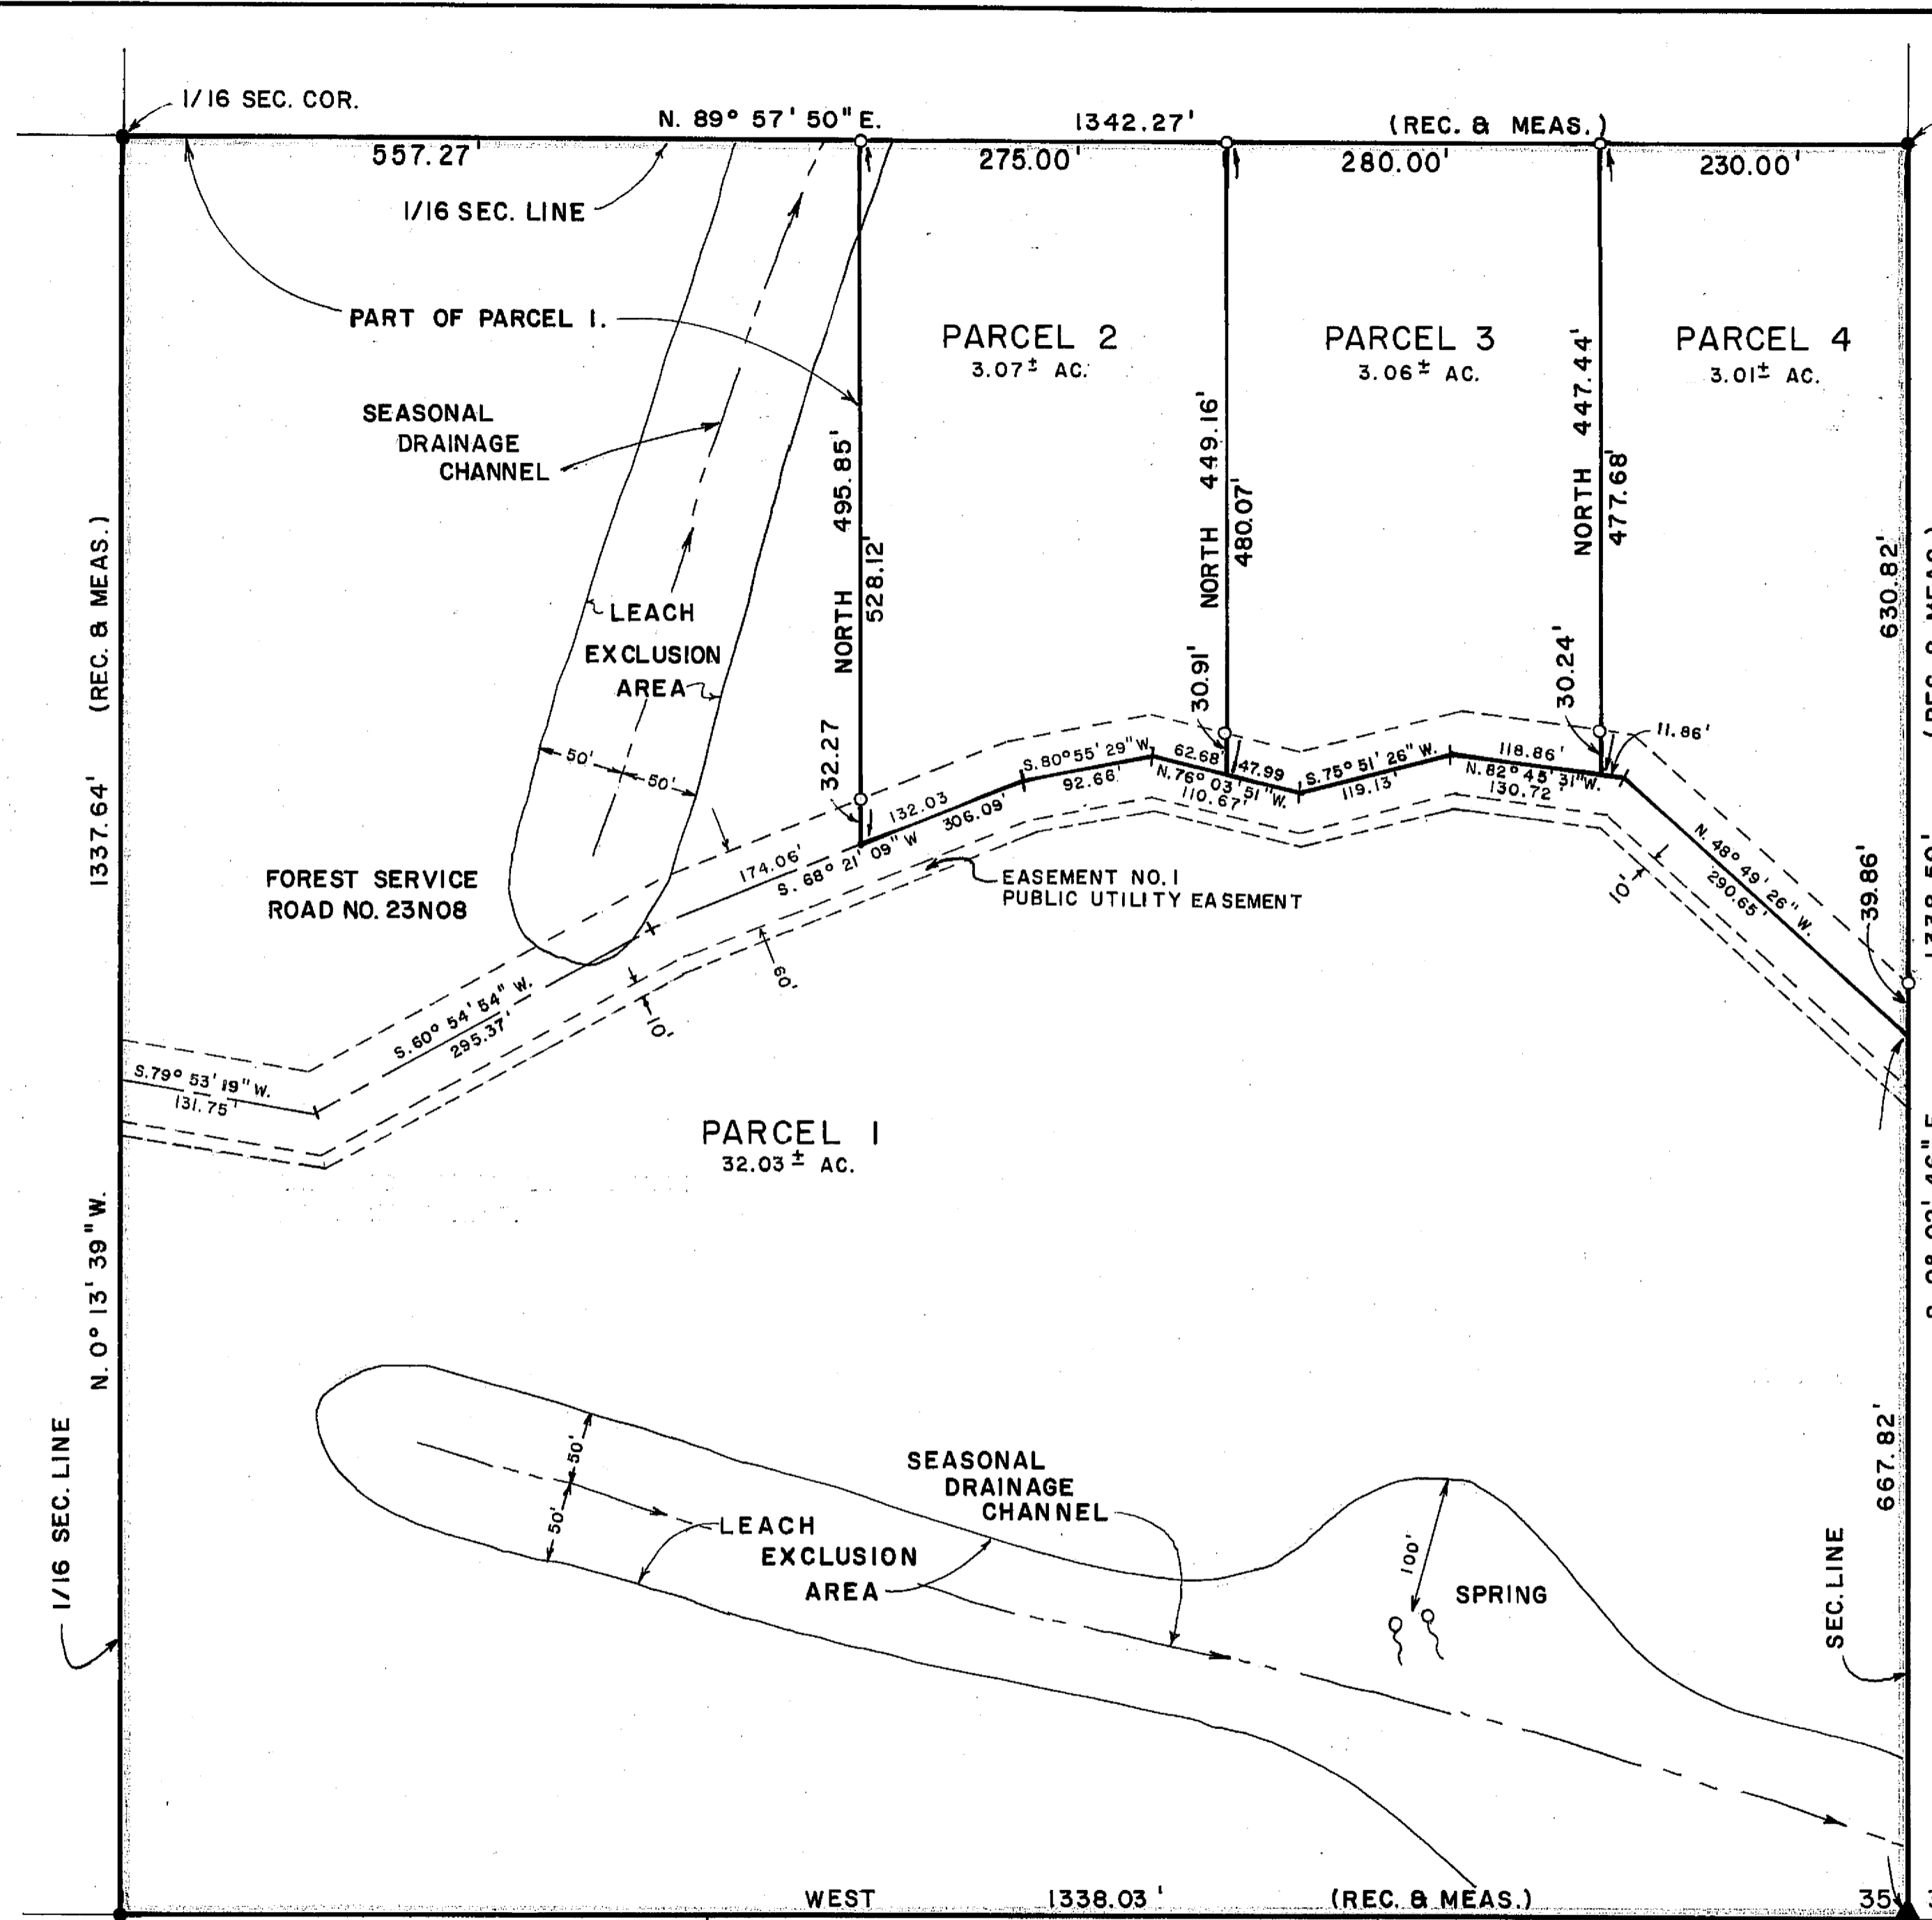 1/16 SEC. COR.
N. 89° 57' 50" E.
1342.27'
(REC. & MEAS.)
557.27'
275.00'
280.00'
230.00'
1/16 SEC. LINE
PART OF PARCEL 1.
PARCEL 2
3.07± AC.
PARCEL 3
3.06± AC.
PARCEL 4
3.01± AC.
SEASONAL
DRAINAGE
CHANNEL
NORTH 495.85'
528.12'
NORTH 449.16'
480.07'
NORTH 447.44'
477.68'
630.82'
1337.64' (REC. & MEAS.)
LEACH
EXCLUSION
AREA
50'
50'
32.27
30.91'
30.24'
11.86'
39.86'
132.03
306.09'
S. 80° 55' 29" W.
92.66'
62.68'
47.99
N. 76° 03' 51" W.
110.67'
S. 75° 51' 26" W.
119.13'
118.86'
N. 82° 45' 31" W.
130.72
N. 48° 49' 26" W.
290.65'
10'
174.06'
S. 68° 21' 09" W
EASEMENT NO. 1
PUBLIC UTILITY EASEMENT
FOREST SERVICE
ROAD NO. 23N08
60'
10'
S. 60° 54' 54" W.
295.37'
S. 79° 53' 19" W.
131.75'
PARCEL 1
32.03± AC.
N. 0° 13' 39" W.
1/16 SEC. LINE
50'
50'
SEASONAL
DRAINAGE
CHANNEL
LEACH
EXCLUSION
AREA
100'
SPRING
667.82'
SEC. LINE
WEST
1338.03'
(REC. & MEAS.)
35